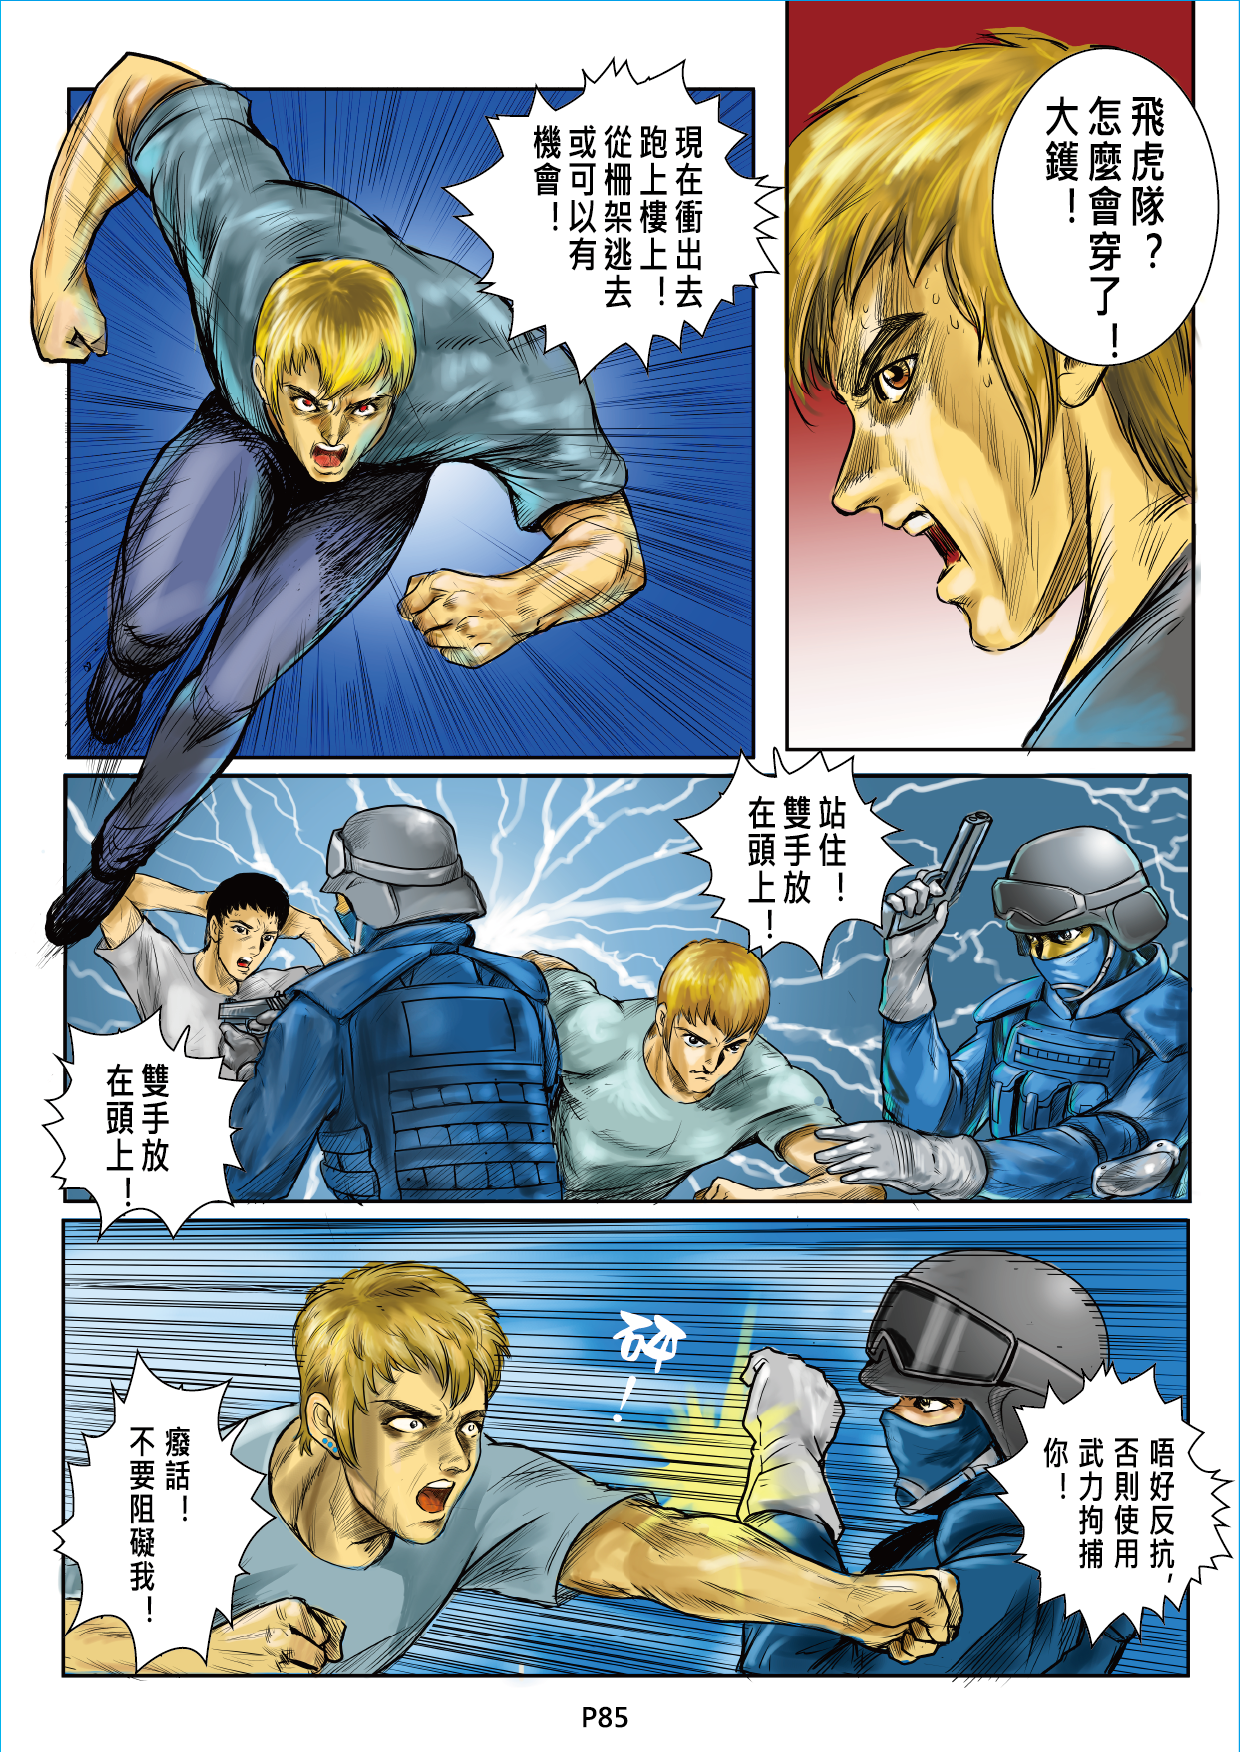 飛虎隊？
怎麼會穿了！
大鑊！
現在衝出去
跑上樓上！
從柵架逃去
或可以有
機會！
站住！
雙手放
在頭上！
雙手放
在頭上！
砰！
唔好反抗，
否則使用
武力拘捕
你！
癈話！
不要阻礙我！
P85